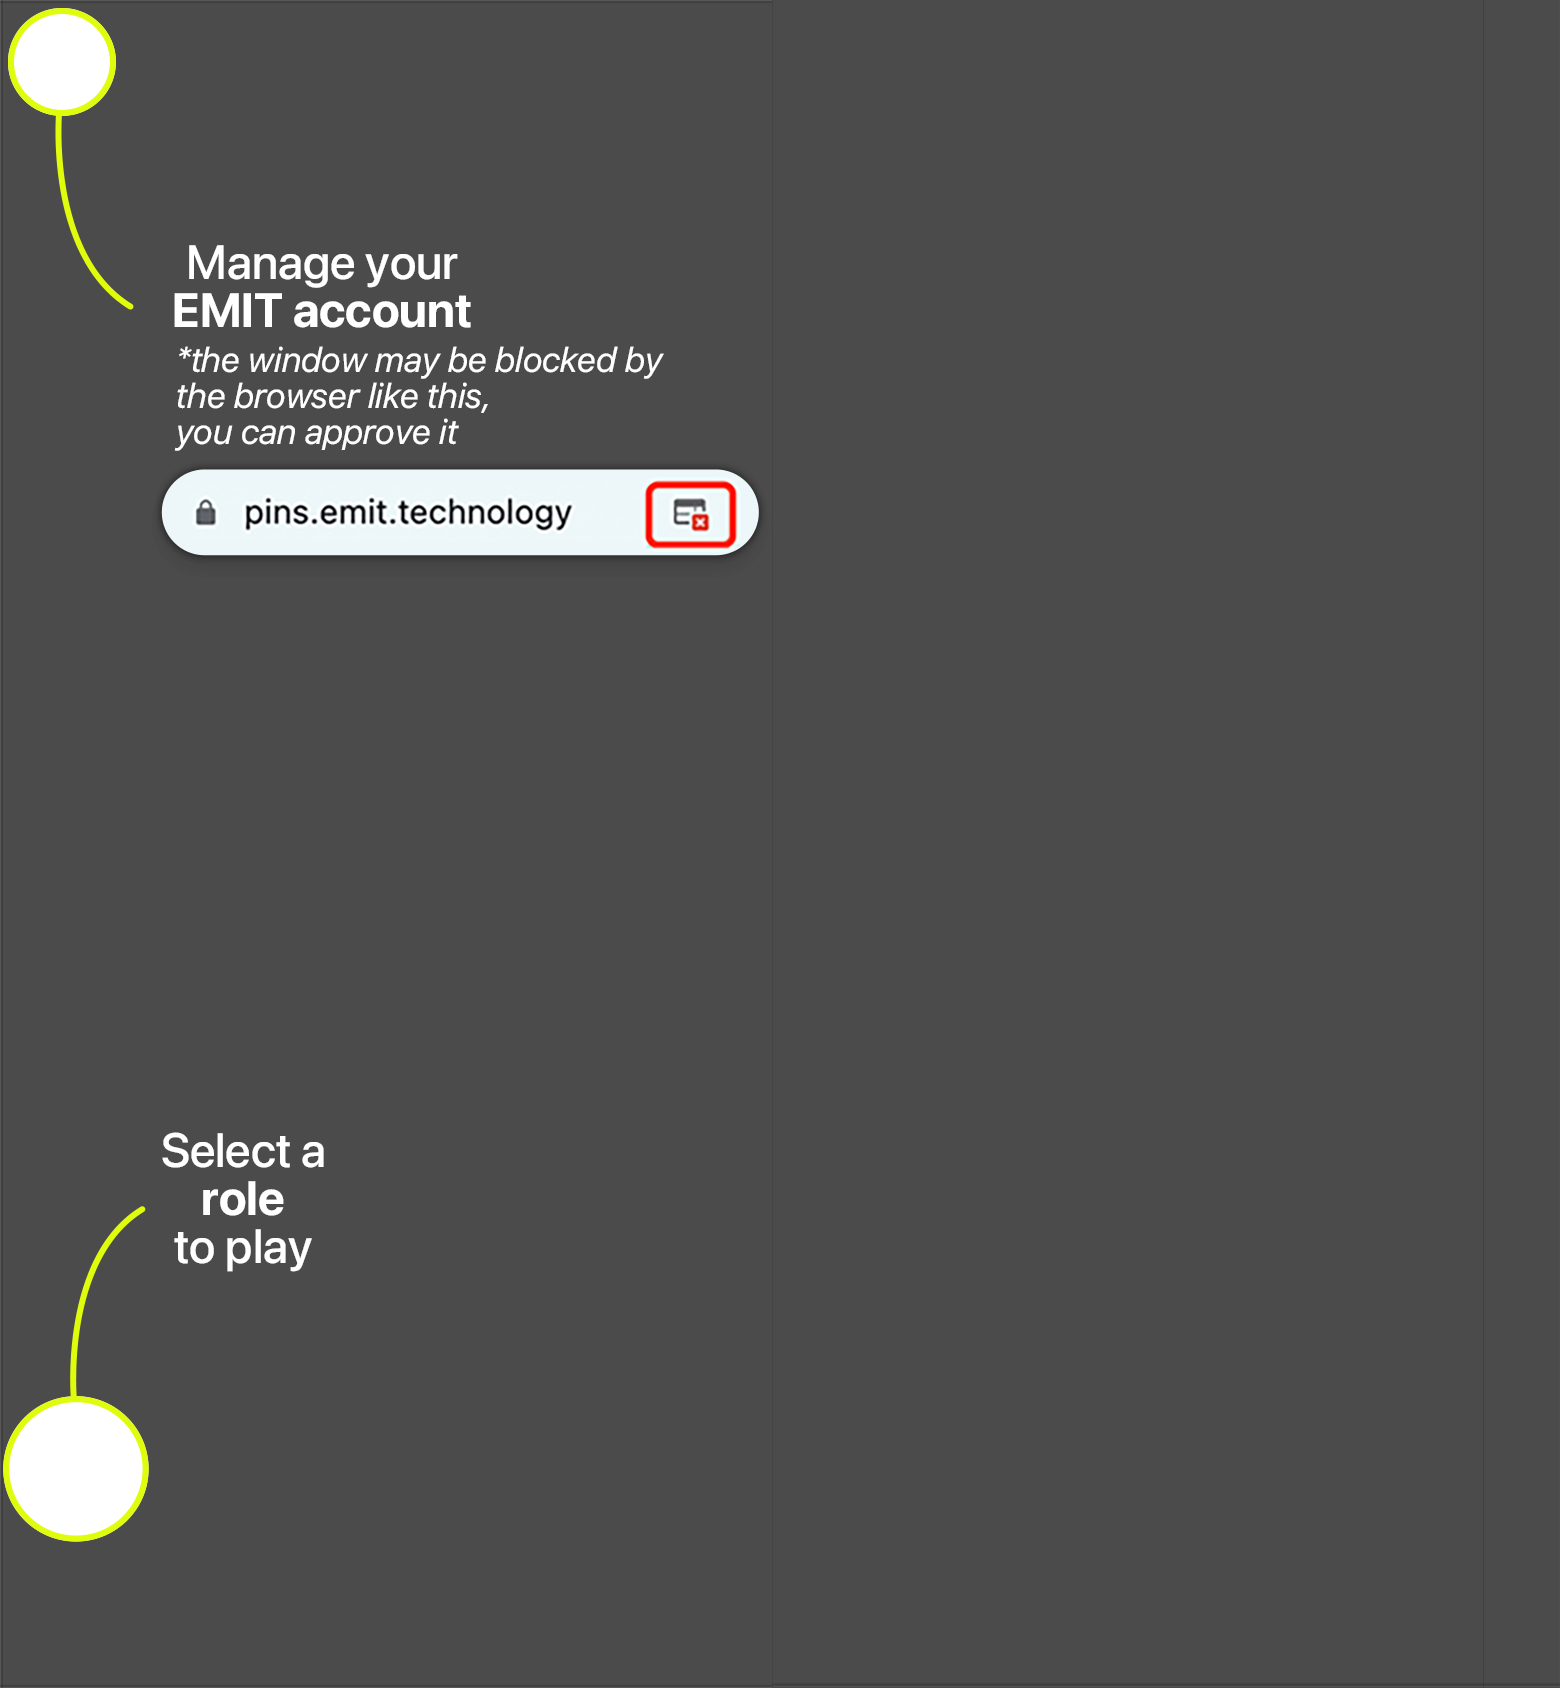 Manage your
EMIT account
*the window may be blocked by
the browser like this,
you can approve it
pins.emit.technology
Select a
role
to play